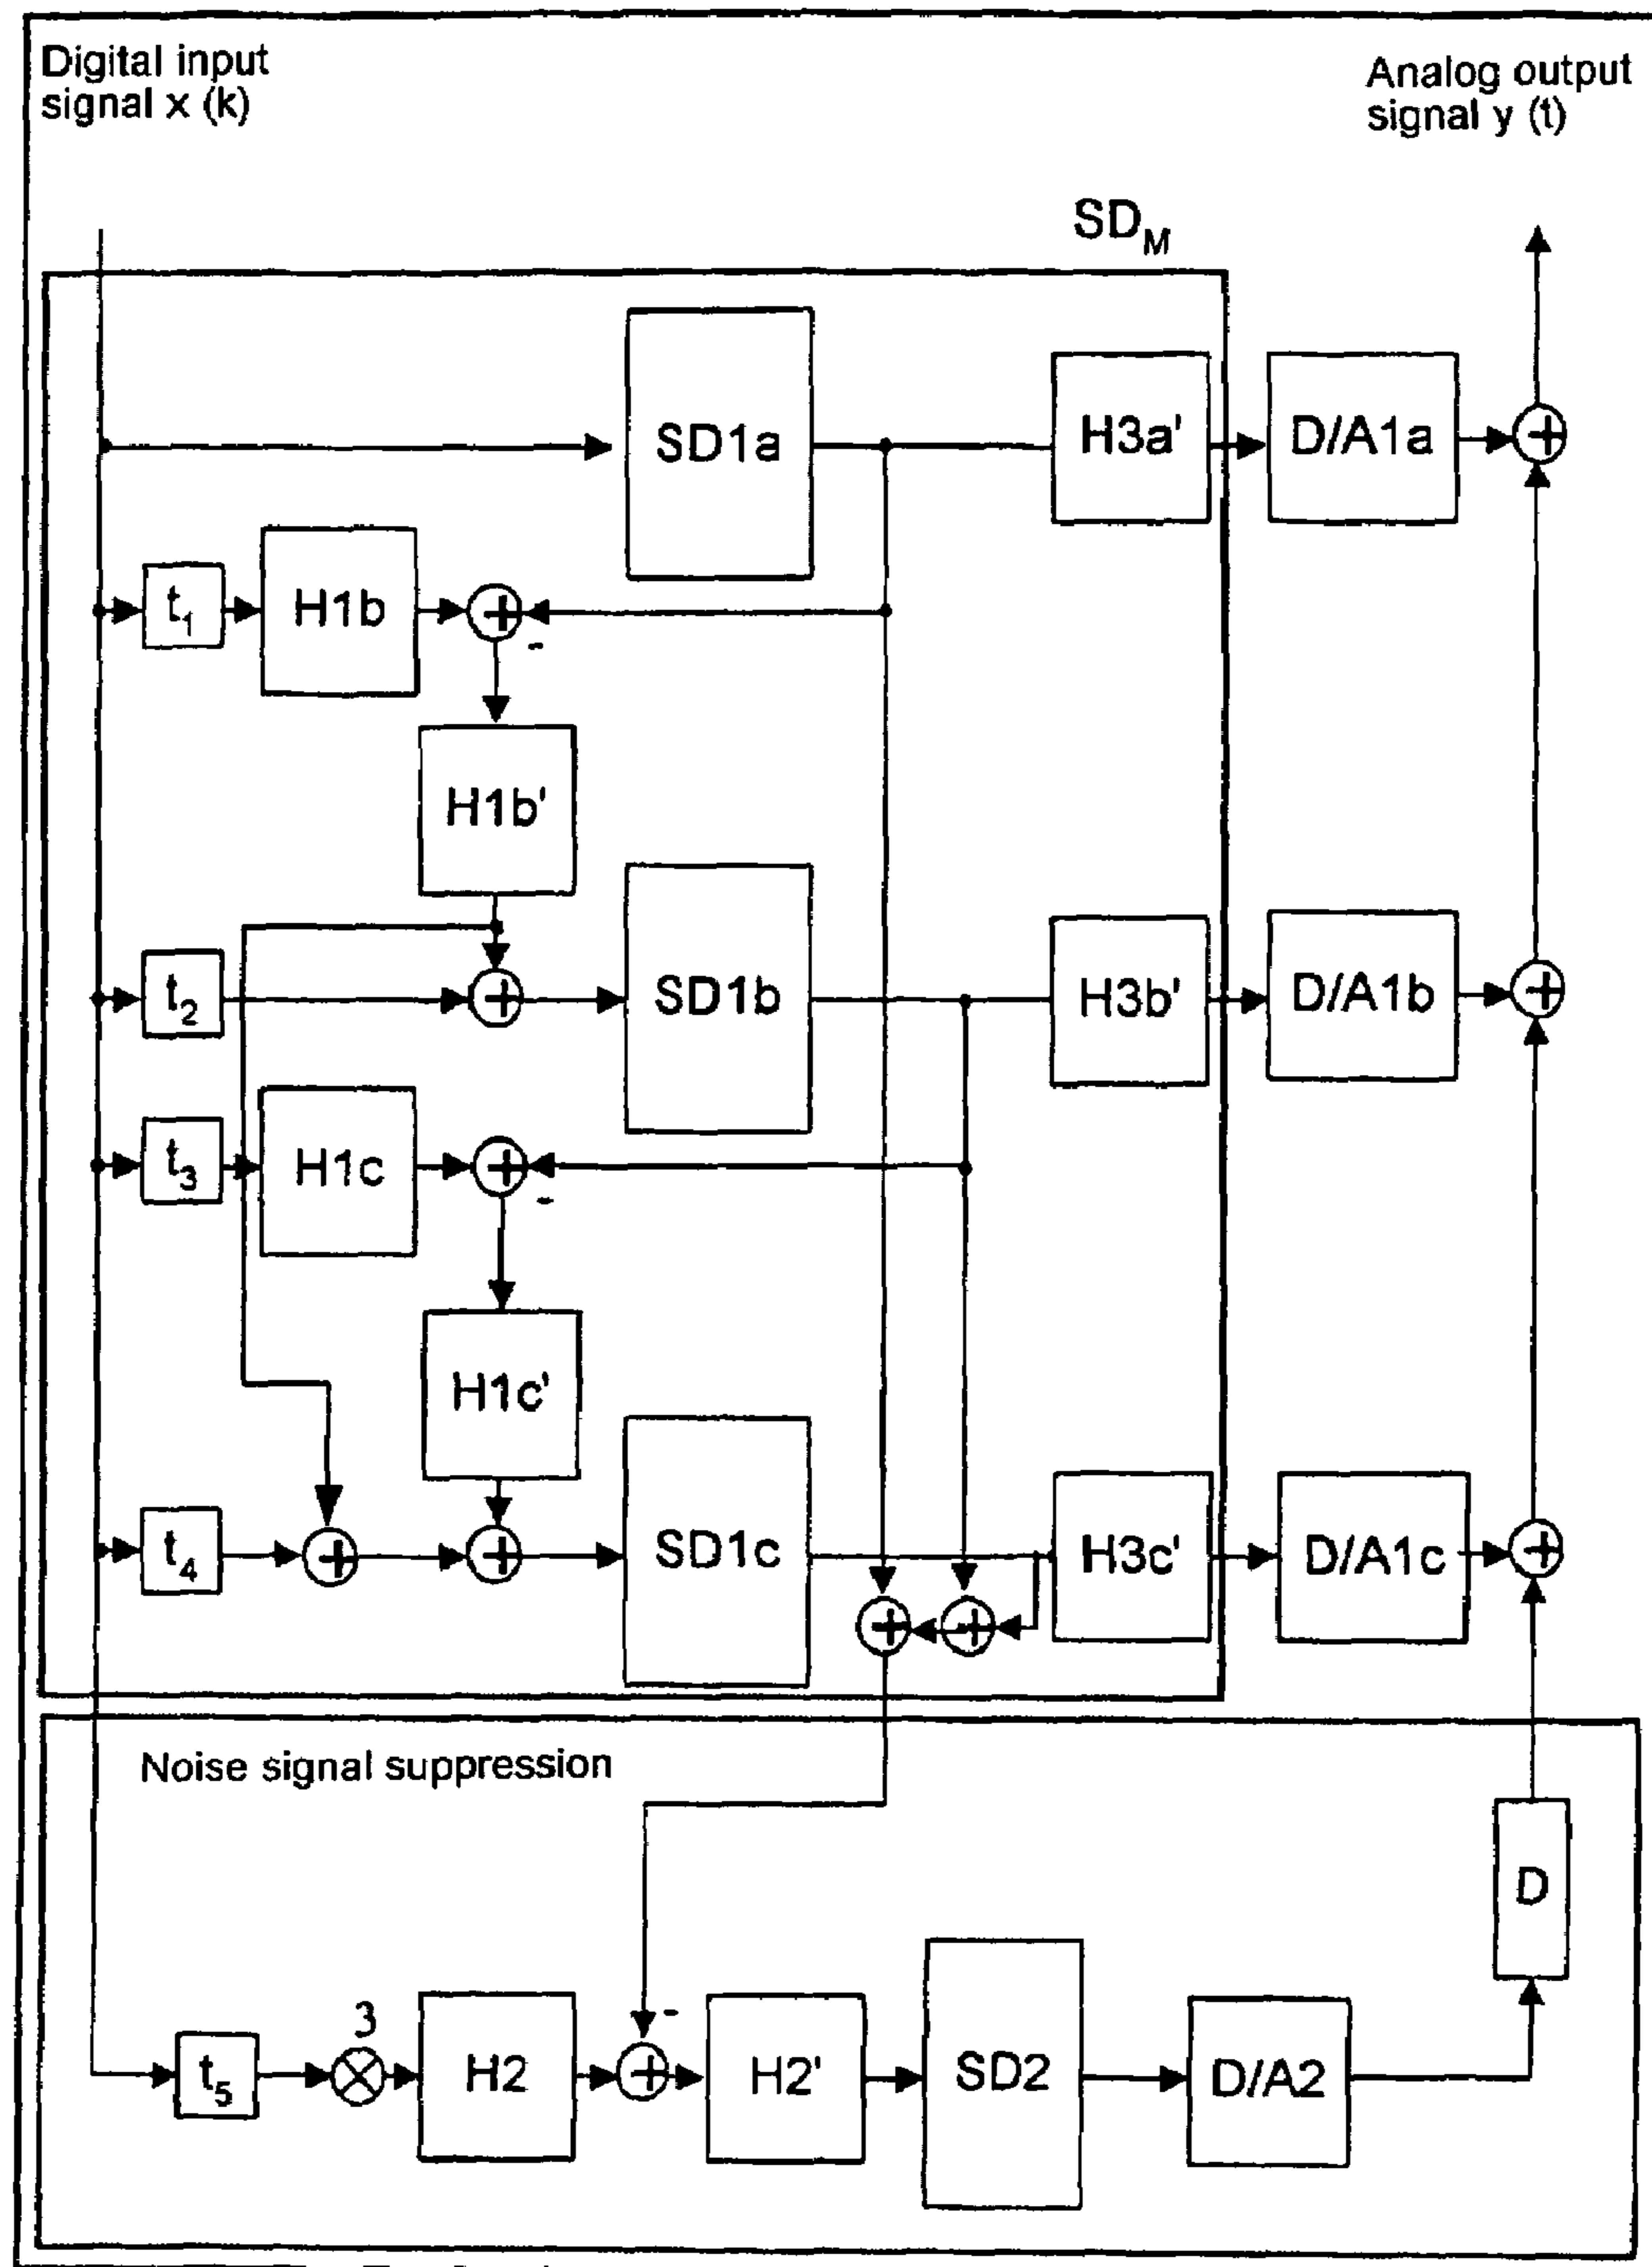 Digital input
signal x (k)
Analog output
signal y (t)
SD_M
SD1a
H3a'
D/A1a
+
t₁
H1b
+
-
H1b'
t₂
+
SD1b
H3b'
D/A1b
+
t₃
H1c
+
-
H1c'
t₄
+
+
SD1c
H3c'
D/A1c
+
+
+
Noise signal suppression
D
t₅
3
H2
-
+
H2'
SD2
D/A2